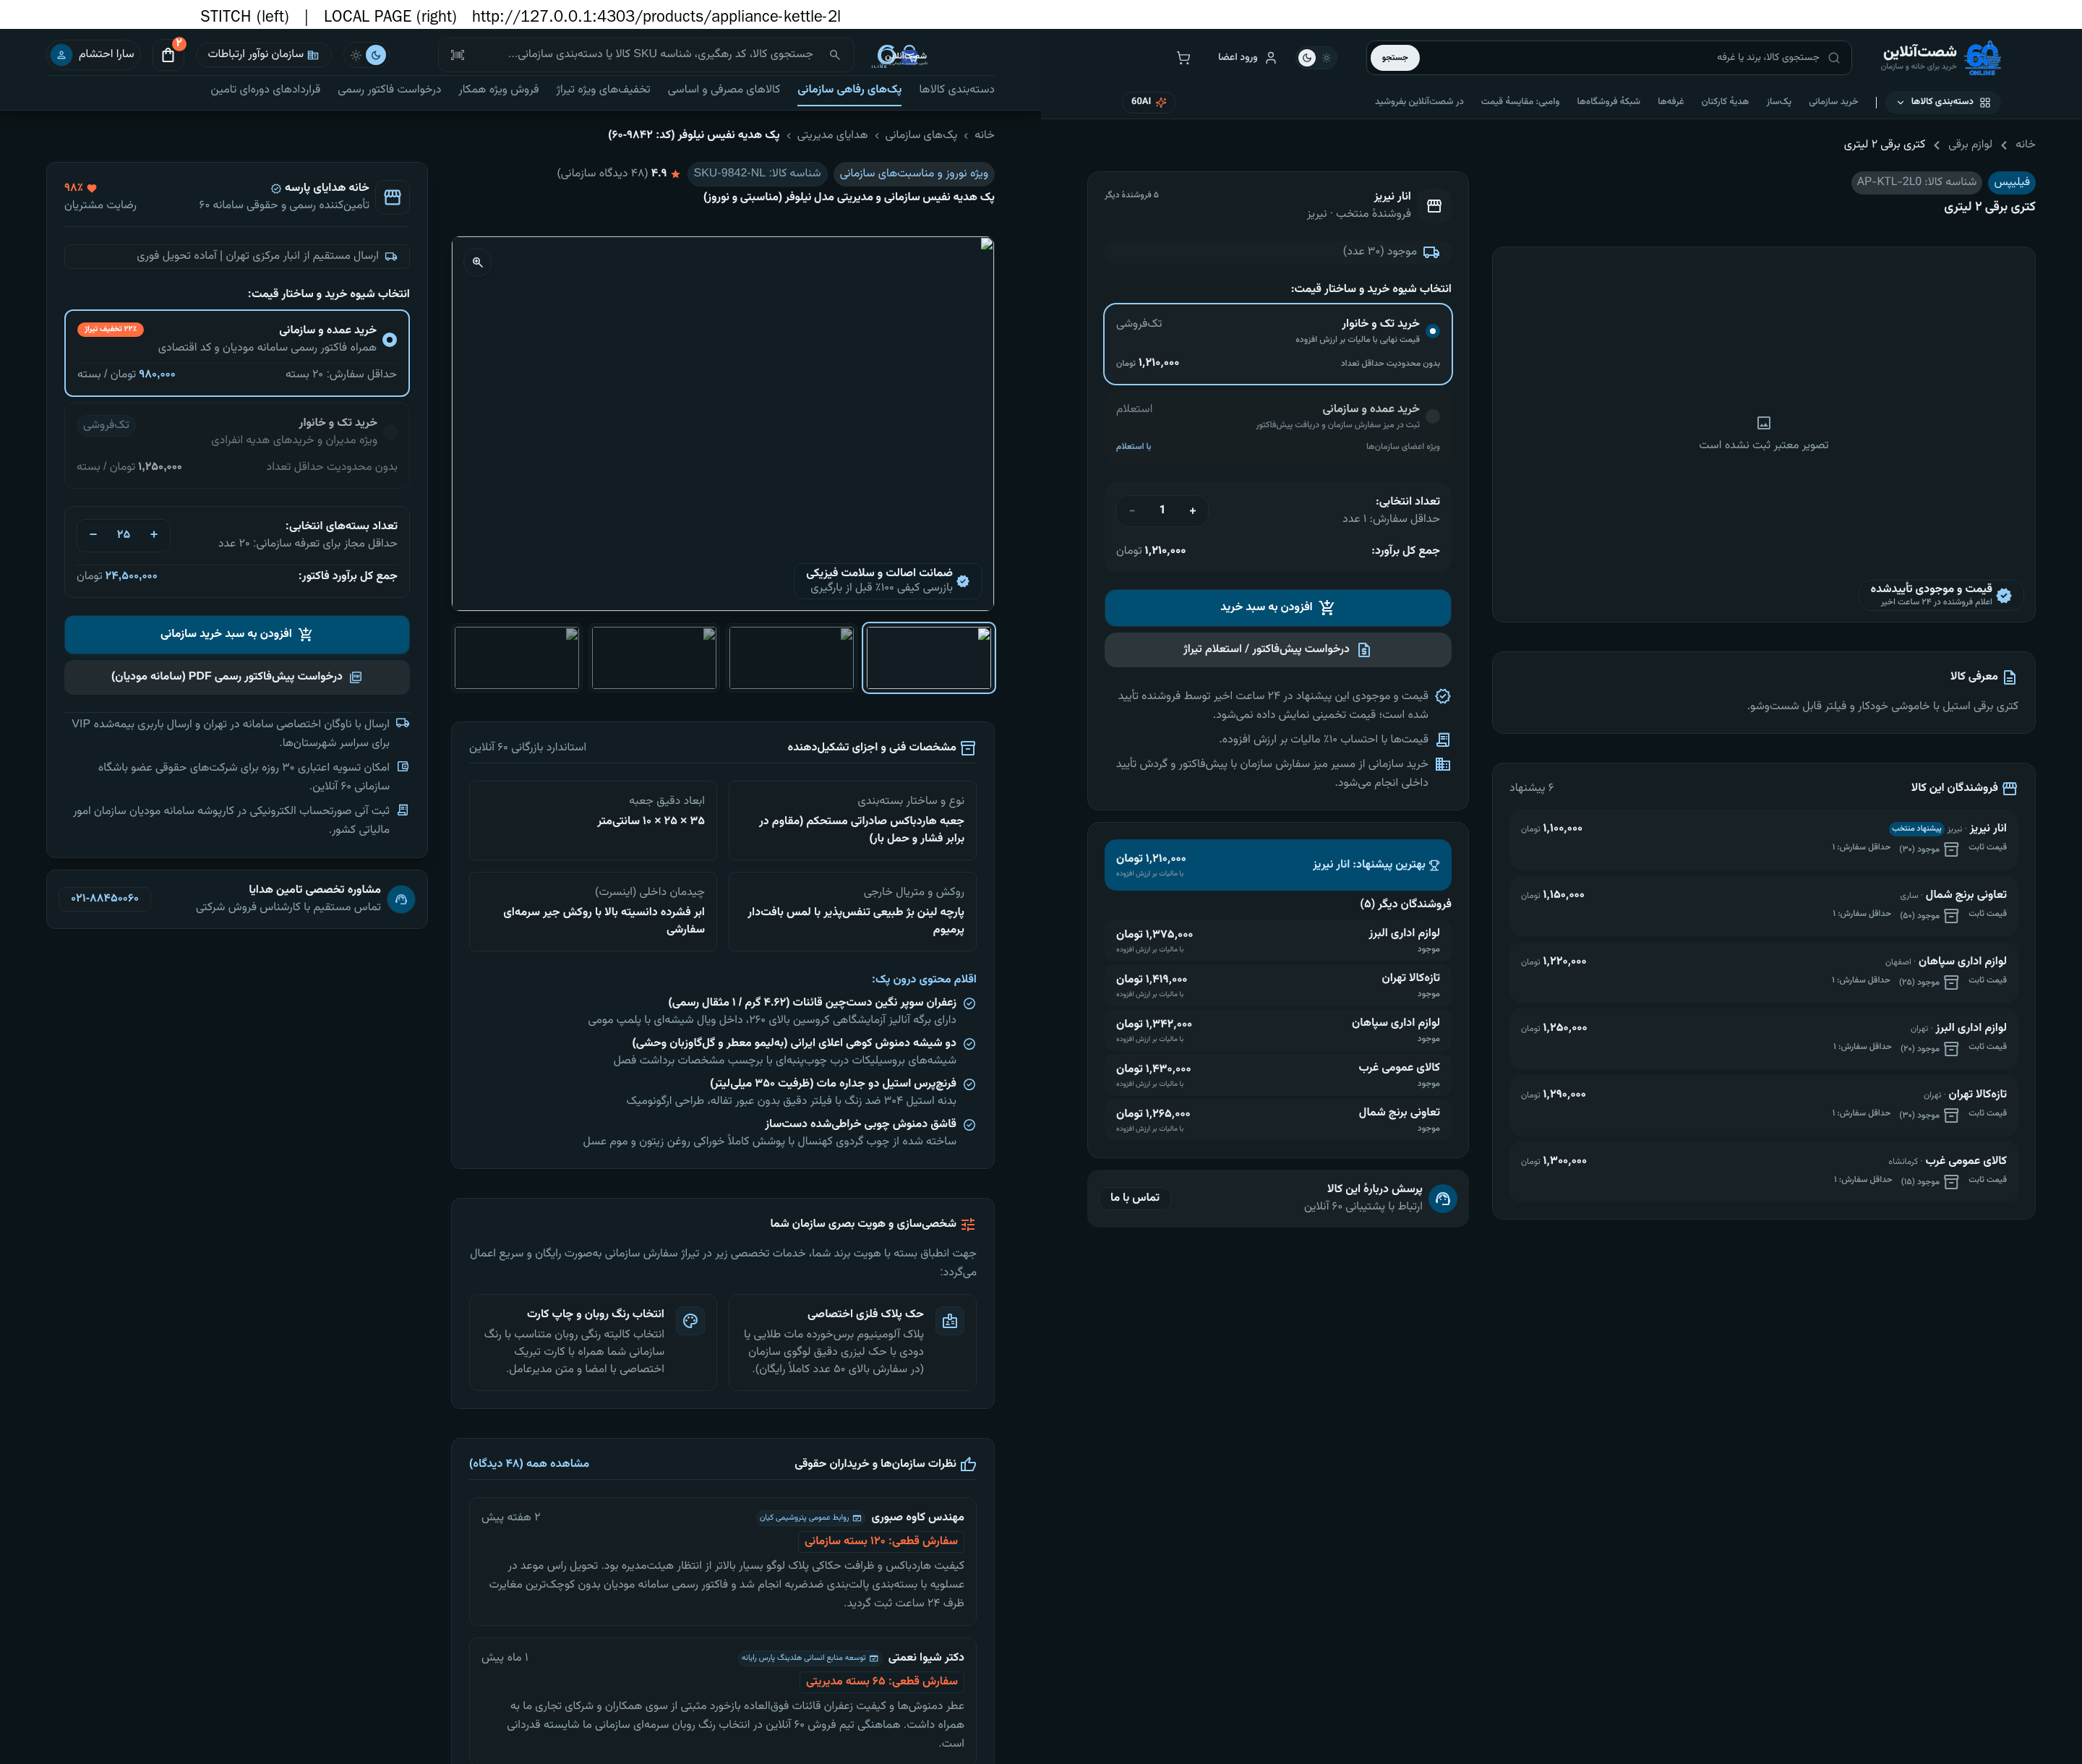 STITCH (left) | LOCAL PAGE (right) http://127.0.0.1:4303/products/appliance-kettle-2l
شصت‌آنلاین
جستجوی کالا، کد رهگیری، شناسه SKU کالا یا دسته‌بندی سازمانی...
سازمان نوآور ارتباطات
۲
سارا احتشام
دسته‌بندی کالاها
پک‌های رفاهی سازمانی
کالاهای مصرفی و اساسی
تخفیف‌های ویژه تیراژ
فروش ویژه همکار
درخواست فاکتور رسمی
قراردادهای دوره‌ای تامین
خانه › پک‌های سازمانی › هدایای مدیریتی › پک هدیه نفیس نیلوفر (کد: ۹۸۴۲-۶۰)
ویژه نوروز و مناسبت‌های سازمانی
شناسه کالا: SKU-9842-NL
۴.۹ (۴۸ دیدگاه سازمانی)
پک هدیه نفیس سازمانی و مدیریتی مدل نیلوفر (مناسبتی و نوروز)
ضمانت اصالت و سلامت فیزیکی
بازرسی کیفی ۱۰۰٪ قبل از بارگیری
مشخصات فنی و اجزای تشکیل‌دهنده
استاندارد بازرگانی ۶۰ آنلاین
نوع و ساختار بسته‌بندی
جعبه هاردباکس صادراتی مستحکم (مقاوم در
برابر فشار و حمل بار)
ابعاد دقیق جعبه
۳۵ × ۲۵ × ۱۰ سانتی‌متر
روکش و متریال خارجی
پارچه لینن بژ طبیعی تنفس‌پذیر با لمس بافت‌دار
پرمیوم
چیدمان داخلی (اینسرت)
ابر فشرده دانسیته بالا با روکش جیر سرمه‌ای
سفارشی
اقلام محتوی درون پک:
زعفران سوپر نگین دست‌چین قائنات (۴.۶۲ گرم / ۱ مثقال رسمی)
دارای برگه آنالیز آزمایشگاهی کروسین بالای ۲۶۰، داخل ویال شیشه‌ای با پلمپ مومی
دو شیشه دمنوش کوهی اعلای ایرانی (به‌لیمو معطر و گل‌گاوزبان وحشی)
شیشه‌های بروسیلیکات درب چوب‌پنبه‌ای با برچسب مشخصات برداشت فصل
فرنچ‌پرس استیل دو جداره مات (ظرفیت ۳۵۰ میلی‌لیتر)
بدنه استیل ۳۰۴ ضد زنگ با فیلتر دقیق بدون عبور تفاله، طراحی ارگونومیک
قاشق دمنوش چوبی خراطی‌شده دست‌ساز
ساخته شده از چوب گردوی کهنسال با پوشش کاملاً خوراکی روغن زیتون و موم عسل
شخصی‌سازی و هویت بصری سازمان شما
جهت انطباق بسته با هویت برند شما، خدمات تخصصی زیر در تیراژ سفارش سازمانی به‌صورت رایگان و سریع اعمال
می‌گردد:
حک پلاک فلزی اختصاصی
پلاک آلومینیوم برس‌خورده مات طلایی یا
دودی با حک لیزری دقیق لوگوی سازمان
(در سفارش بالای ۵۰ عدد کاملاً رایگان).
انتخاب رنگ روبان و چاپ کارت
انتخاب کالیته رنگی روبان متناسب با رنگ
سازمانی شما همراه با کارت تبریک
اختصاصی با امضا و متن مدیرعامل.
نظرات سازمان‌ها و خریداران حقوقی
مشاهده همه (۴۸ دیدگاه)
مهندس کاوه صبوری
روابط عمومی پتروشیمی کیان
۲ هفته پیش
سفارش قطعی: ۱۲۰ بسته سازمانی
کیفیت هاردباکس و ظرافت حکاکی پلاک لوگو بسیار بالاتر از انتظار هیئت‌مدیره بود. تحویل راس موعد در
عسلویه با بسته‌بندی پالت‌بندی ضدضربه انجام شد و فاکتور رسمی سامانه مودیان بدون کوچک‌ترین مغایرت
ظرف ۲۴ ساعت ثبت گردید.
دکتر شیوا نعمتی
توسعه منابع انسانی هلدینگ پارس رایانه
۱ ماه پیش
سفارش قطعی: ۶۵ بسته مدیریتی
عطر دمنوش‌ها و کیفیت زعفران قائنات فوق‌العاده بازخورد مثبتی از سوی همکاران و شرکای تجاری ما به
همراه داشت. هماهنگی تیم فروش ۶۰ آنلاین در انتخاب رنگ روبان سرمه‌ای سازمانی ما شایسته قدردانی
است.
خانه هدایای پارسه
تأمین‌کننده رسمی و حقوقی سامانه ۶۰
۹۸٪
رضایت مشتریان
ارسال مستقیم از انبار مرکزی تهران | آماده تحویل فوری
انتخاب شیوه خرید و ساختار قیمت:
خرید عمده و سازمانی
۲۲٪ تخفیف تیراژ
همراه فاکتور رسمی سامانه مودیان و کد اقتصادی
حداقل سفارش: ۲۰ بسته
۹۸۰,۰۰۰ تومان / بسته
خرید تک و خانوار
تک‌فروشی
ویژه مدیران و خریدهای هدیه انفرادی
بدون محدودیت حداقل تعداد
۱,۲۵۰,۰۰۰ تومان / بسته
تعداد بسته‌های انتخابی:
حداقل مجاز برای تعرفه سازمانی: ۲۰ عدد
+ ۲۵ −
جمع کل برآورد فاکتور:
۲۴,۵۰۰,۰۰۰ تومان
افزودن به سبد خرید سازمانی
درخواست پیش‌فاکتور رسمی PDF (سامانه مودیان)
ارسال با ناوگان اختصاصی سامانه در تهران و ارسال باربری بیمه‌شده VIP
برای سراسر شهرستان‌ها.
امکان تسویه اعتباری ۳۰ روزه برای شرکت‌های حقوقی عضو باشگاه
سازمانی ۶۰ آنلاین.
ثبت آنی صورتحساب الکترونیکی در کارپوشه سامانه مودیان سازمان امور
مالیاتی کشور.
مشاوره تخصصی تامین هدایا
تماس مستقیم با کارشناس فروش شرکتی
۰۲۱-۸۸۴۵۰۰۶۰
60 ONLINE
شصت‌آنلاین
خرید برای خانه و سازمان
جستجوی کالا، برند یا غرفه
جستجو
ورود اعضا
دسته‌بندی کالاها
خرید سازمانی
پک‌ساز
هدیهٔ کارکنان
غرفه‌ها
شبکهٔ فروشگاه‌ها
وامبی: مقایسهٔ قیمت
در شصت‌آنلاین بفروشید
60AI
خانه › لوازم برقی › کتری برقی ۲ لیتری
فیلیپس
شناسه کالا: AP-KTL-2L0
کتری برقی ۲ لیتری
تصویر معتبر ثبت نشده است
قیمت و موجودی تأییدشده
اعلام فروشنده در ۲۴ ساعت اخیر
معرفی کالا
کتری برقی استیل با خاموشی خودکار و فیلتر قابل شست‌وشو.
فروشندگان این کالا
۶ پیشنهاد
انار نیریز · نیریز پیشنهاد منتخب
۱,۱۰۰,۰۰۰ تومان
قیمت ثابت موجود (۳۰) حداقل سفارش: ۱
تعاونی برنج شمال · ساری
۱,۱۵۰,۰۰۰ تومان
قیمت ثابت موجود (۵۰) حداقل سفارش: ۱
لوازم اداری سپاهان · اصفهان
۱,۲۲۰,۰۰۰ تومان
قیمت ثابت موجود (۲۵) حداقل سفارش: ۱
لوازم اداری البرز · تهران
۱,۲۵۰,۰۰۰ تومان
قیمت ثابت موجود (۲۰) حداقل سفارش: ۱
تازه‌کالا تهران · تهران
۱,۲۹۰,۰۰۰ تومان
قیمت ثابت موجود (۳۰) حداقل سفارش: ۱
کالای عمومی غرب · کرمانشاه
۱,۳۰۰,۰۰۰ تومان
قیمت ثابت موجود (۱۵) حداقل سفارش: ۱
انار نیریز
۵ فروشندهٔ دیگر
فروشندهٔ منتخب · نیریز
موجود (۳۰ عدد)
انتخاب شیوه خرید و ساختار قیمت:
خرید تک و خانوار
تک‌فروشی
قیمت نهایی با مالیات بر ارزش افزوده
بدون محدودیت حداقل تعداد
۱,۲۱۰,۰۰۰ تومان
خرید عمده و سازمانی
استعلام
ثبت در میز سفارش سازمان و دریافت پیش‌فاکتور
ویژه اعضای سازمان‌ها
با استعلام
تعداد انتخابی:
حداقل سفارش: ۱ عدد
+ 1 −
جمع کل برآورد:
۱,۲۱۰,۰۰۰ تومان
افزودن به سبد خرید
درخواست پیش‌فاکتور / استعلام تیراژ
قیمت و موجودی این پیشنهاد در ۲۴ ساعت اخیر توسط فروشنده تأیید
شده است؛ قیمت تخمینی نمایش داده نمی‌شود.
قیمت‌ها با احتساب ۱۰٪ مالیات بر ارزش افزوده.
خرید سازمانی از مسیر میز سفارش سازمان با پیش‌فاکتور و گردش تأیید
داخلی انجام می‌شود.
بهترین پیشنهاد: انار نیریز
۱,۲۱۰,۰۰۰ تومان
با مالیات بر ارزش افزوده
فروشندگان دیگر (۵)
لوازم اداری البرز
۱,۳۷۵,۰۰۰ تومان
موجود
با مالیات بر ارزش افزوده
تازه‌کالا تهران
۱,۴۱۹,۰۰۰ تومان
موجود
با مالیات بر ارزش افزوده
لوازم اداری سپاهان
۱,۳۴۲,۰۰۰ تومان
موجود
با مالیات بر ارزش افزوده
کالای عمومی غرب
۱,۴۳۰,۰۰۰ تومان
موجود
با مالیات بر ارزش افزوده
تعاونی برنج شمال
۱,۲۶۵,۰۰۰ تومان
موجود
با مالیات بر ارزش افزوده
پرسش دربارهٔ این کالا
ارتباط با پشتیبانی ۶۰ آنلاین
تماس با ما